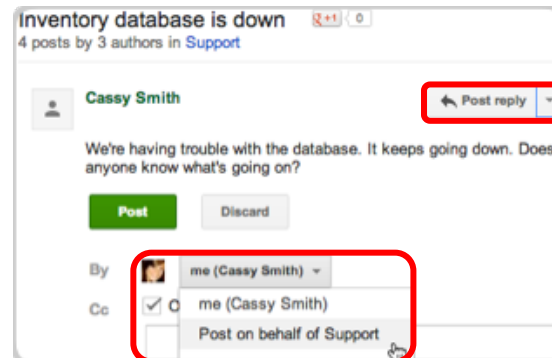 Inventory database is down g+1 0
4 posts by 3 authors in Support
Cassy Smith Post reply
We're having trouble with the database. It keeps going down. Does
anyone know what's going on?
Post Discard
By me (Cassy Smith)
Cc me (Cassy Smith)
Post on behalf of Support